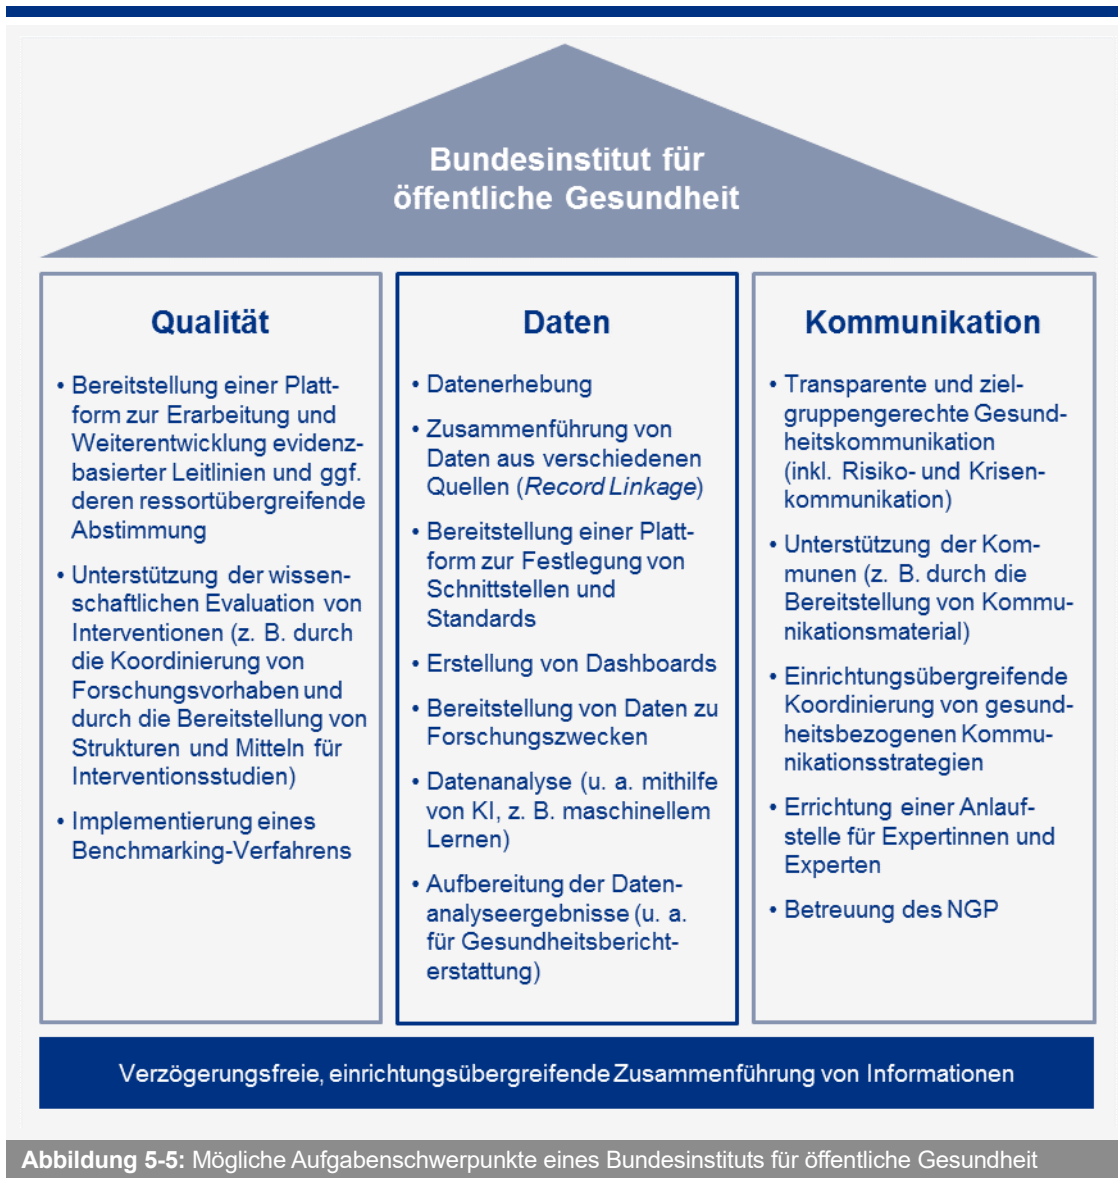 Bundesinstitut für
öffentliche Gesundheit
Qualität
• Bereitstellung einer Platt-
form zur Erarbeitung und
Weiterentwicklung evidenz-
basierter Leitlinien und ggf.
deren ressortübergreifende
Abstimmung
• Unterstützung der wissen-
schaftlichen Evaluation von
Interventionen (z. B. durch
die Koordinierung von
Forschungsvorhaben und
durch die Bereitstellung von
Strukturen und Mitteln für
Interventionsstudien)
• Implementierung eines
Benchmarking-Verfahrens
Daten
• Datenerhebung
• Zusammenführung von
Daten aus verschiedenen
Quellen (Record Linkage)
• Bereitstellung einer Platt-
form zur Festlegung von
Schnittstellen und
Standards
• Erstellung von Dashboards
• Bereitstellung von Daten zu
Forschungszwecken
• Datenanalyse (u. a. mithilfe
von KI, z. B. maschinellem
Lernen)
• Aufbereitung der Daten-
analyseergebnisse (u. a.
für Gesundheitsbericht-
erstattung)
Kommunikation
• Transparente und ziel-
gruppengerechte Gesund-
heitskommunikation
(inkl. Risiko- und Krisen-
kommunikation)
• Unterstützung der Kom-
munen (z. B. durch die
Bereitstellung von Kommu-
nikationsmaterial)
• Einrichtungsübergreifende
Koordinierung von gesund-
heitsbezogenen Kommu-
nikationsstrategien
• Errichtung einer Anlauf-
stelle für Expertinnen und
Experten
• Betreuung des NGP
Verzögerungsfreie, einrichtungsübergreifende Zusammenführung von Informationen
Abbildung 5-5: Mögliche Aufgabenschwerpunkte eines Bundesinstituts für öffentliche Gesundheit